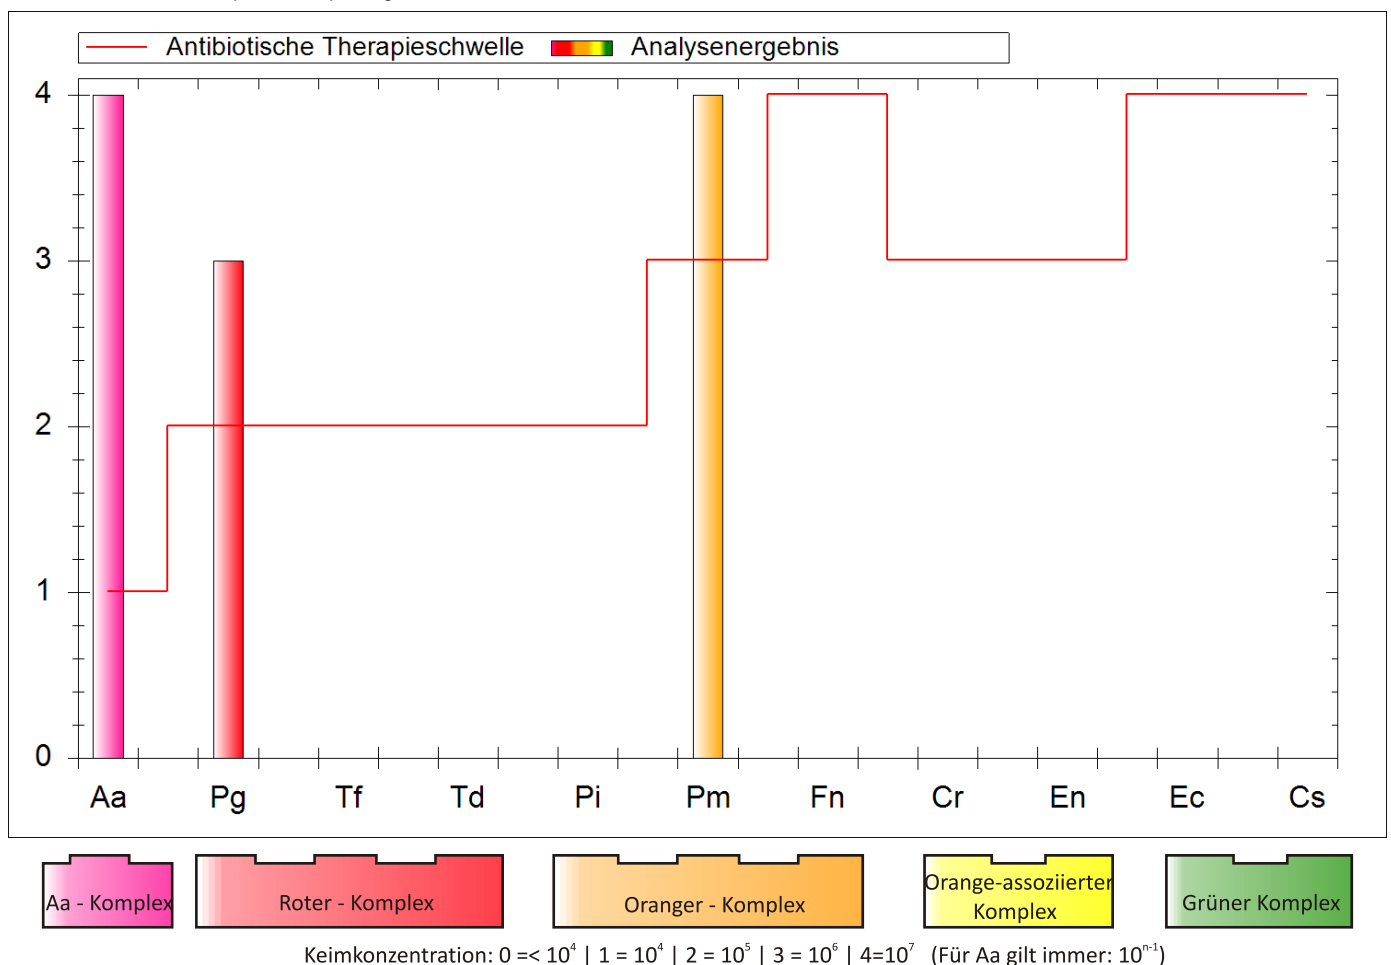 Antibiotische Therapieschwelle Analysenergebnis
4
3
2
1
0
Aa Pg Tf Td Pi Pm Fn Cr En Ec Cs
Aa - Komplex Roter - Komplex Oranger - Komplex Orange-assoziierter Komplex Grüner Komplex
Keimkonzentration: 0 =< 10⁴ | 1 = 10⁴ | 2 = 10⁵ | 3 = 10⁶ | 4=10⁷ (Für Aa gilt immer: 10ⁿ⁻¹)